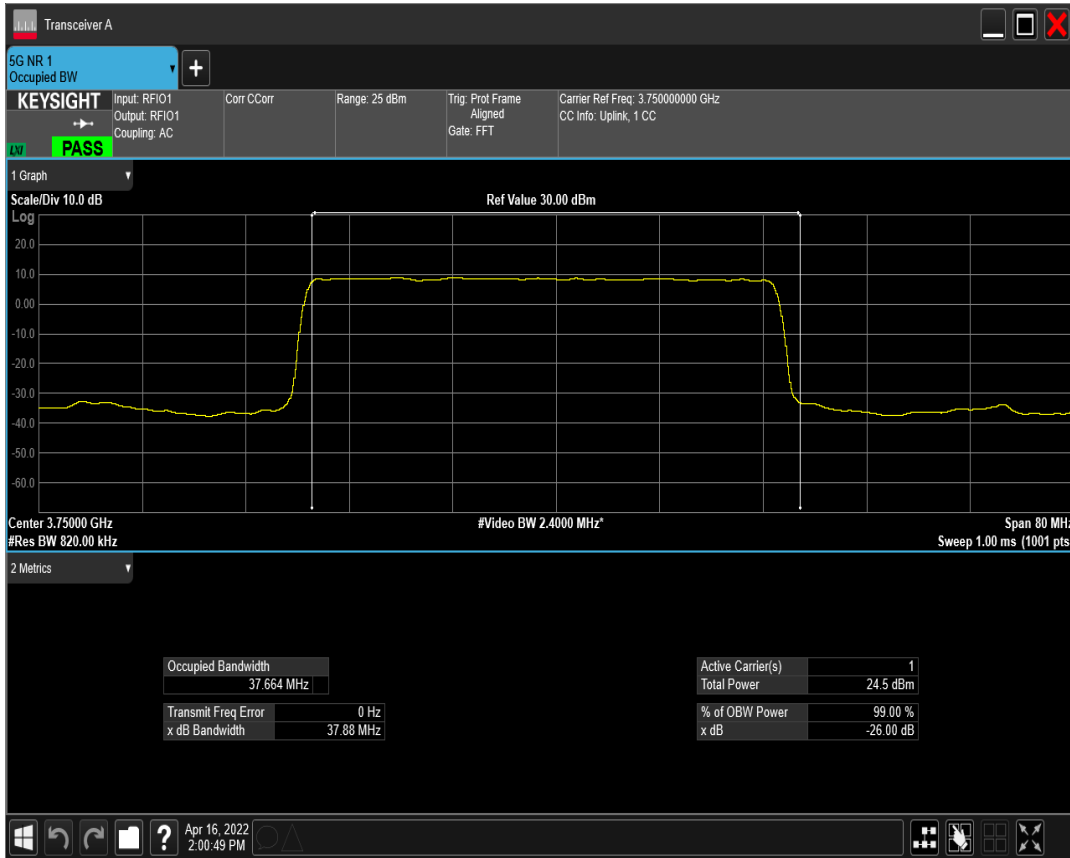 Transceiver A
5G NR 1
Occupied BW
KEYSIGHT
LXI
PASS
Input: RFIO1
Output: RFIO1
Coupling: AC
Corr CCorr
Range: 25 dBm
Trig: Prot Frame
Aligned
Gate: FFT
Carrier Ref Freq: 3.750000000 GHz
CC Info: Uplink, 1 CC
1 Graph
Scale/Div 10.0 dB
Ref Value 30.00 dBm
Log
20.0
10.0
0.00
-10.0
-20.0
-30.0
-40.0
-50.0
-60.0
Center 3.75000 GHz
#Video BW 2.4000 MHz*
Span 80 MHz
#Res BW 820.00 kHz
Sweep 1.00 ms (1001 pts
2 Metrics
Occupied Bandwidth
37.664 MHz
Transmit Freq Error 0 Hz
x dB Bandwidth 37.88 MHz
Active Carrier(s) 1
Total Power 24.5 dBm
% of OBW Power 99.00 %
x dB -26.00 dB
?
Apr 16, 2022
2:00:49 PM